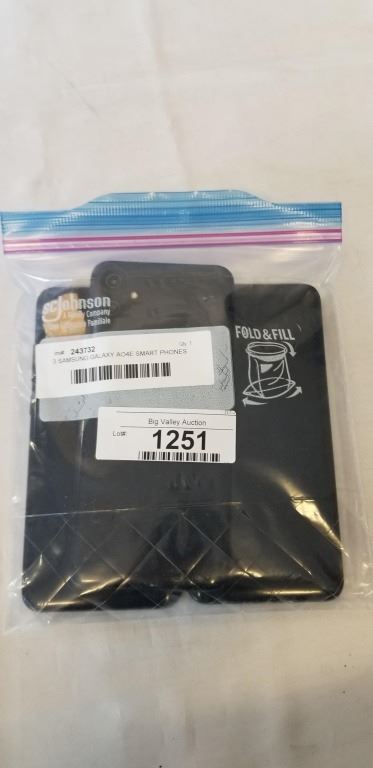 scJohnson
A Family Company
FOLD & FILL
Inv#: 243732
Qty: 1
3 SAMSUNG GALAXY AO4E SMART PHONES
Big Valley Auction
Lot#:
1251